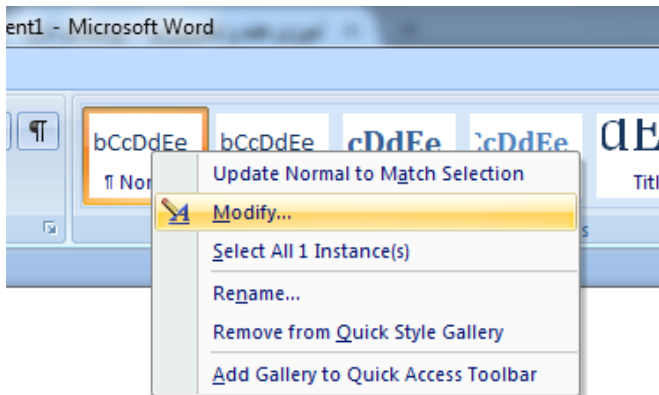 ent1 - Microsoft Word
¶
bCcDdEe bCcDdEe cDdEe :cDdEe
¶ Nor Titl
Update Normal to Match Selection
Modify...
Select All 1 Instance(s)
s
Rename...
Remove from Quick Style Gallery
Add Gallery to Quick Access Toolbar